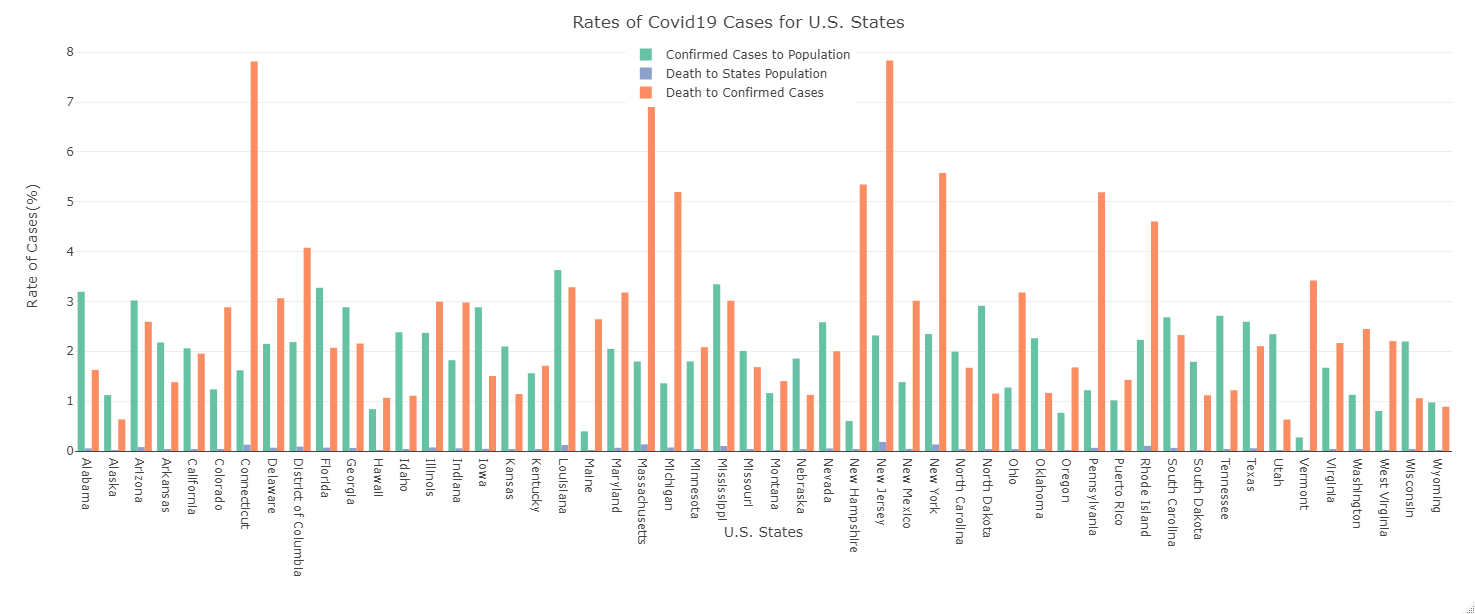 Rates of Covid19 Cases for U.S. States
Confirmed Cases to Population
Death to States Population
Death to Confirmed Cases
Rate of Cases(%)
8
7
6
5
4
3
2
1
0
Alabama
Alaska
Arizona
Arkansas
California
Colorado
Connecticut
Delaware
District of Columbia
Florida
Georgia
Hawaii
Idaho
Illinois
Indiana
Iowa
Kansas
Kentucky
Louisiana
Maine
Maryland
Massachusetts
Michigan
Minnesota
Mississippi
Missouri
Montana
Nebraska
Nevada
New Hampshire
New Jersey
New Mexico
New York
North Carolina
North Dakota
Ohio
Oklahoma
Oregon
Pennsylvania
Puerto Rico
Rhode Island
South Carolina
South Dakota
Tennessee
Texas
Utah
Vermont
Virginia
Washington
West Virginia
Wisconsin
Wyoming
U.S. States